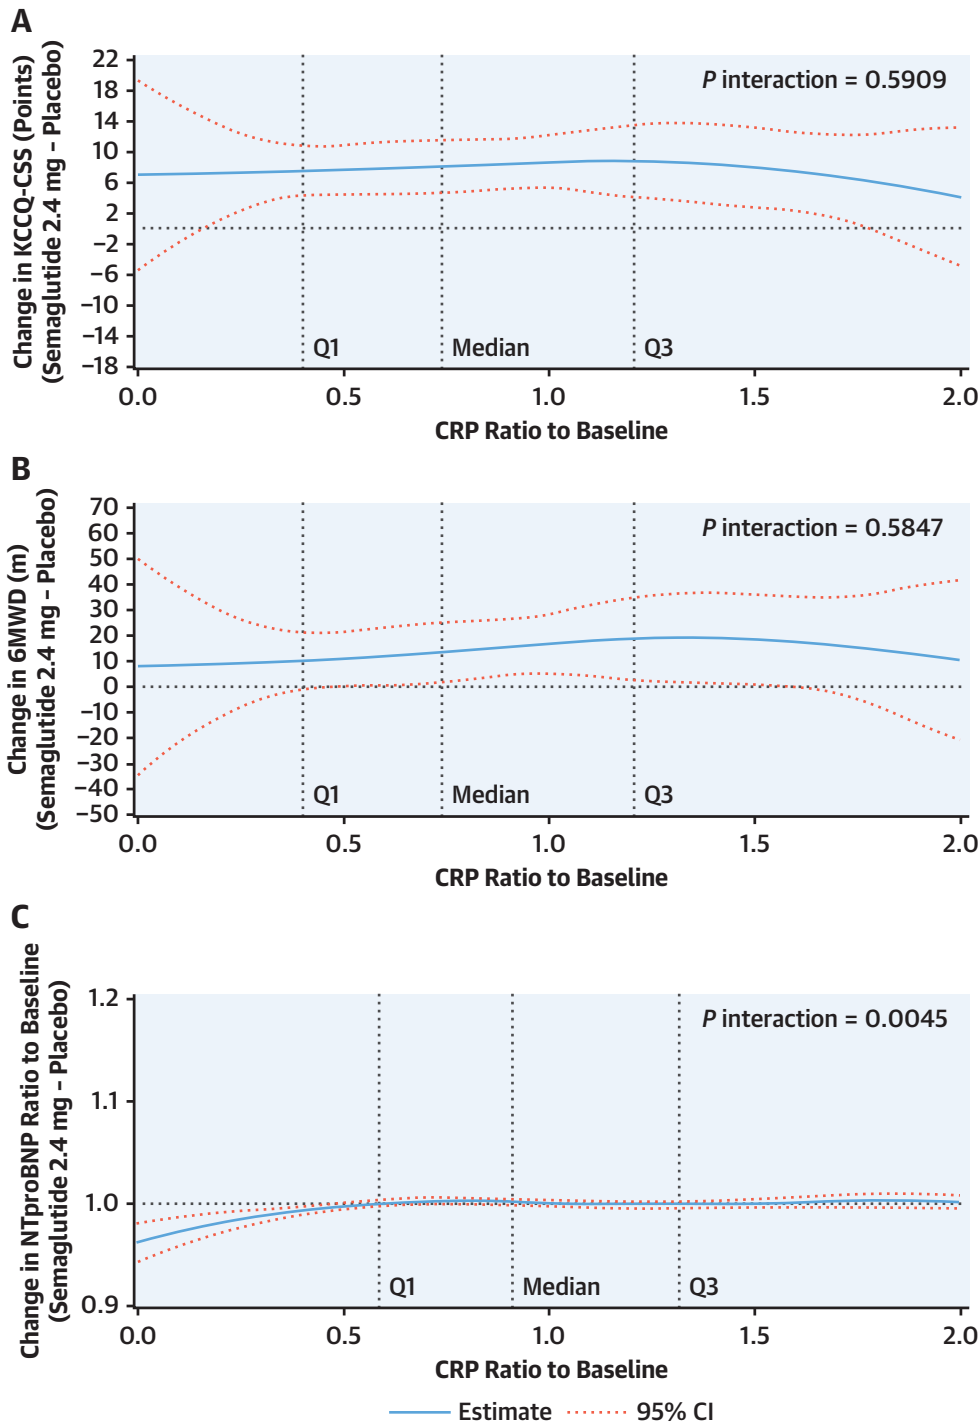 A
Change in KCCQ-CSS (Points)
(Semaglutide 2.4 mg – Placebo)
22
18
14
10
6
2
−2
−6
−10
−14
−18
P interaction = 0.5909
Q1
Median
Q3
0.0
0.5
1.0
1.5
2.0
CRP Ratio to Baseline
B
Change in 6MWD (m)
(Semaglutide 2.4 mg – Placebo)
70
60
50
40
30
20
10
0
−10
−20
−30
−40
−50
P interaction = 0.5847
Q1
Median
Q3
0.0
0.5
1.0
1.5
2.0
CRP Ratio to Baseline
C
Change in NTproBNP Ratio to Baseline
(Semaglutide 2.4 mg – Placebo)
1.2
1.1
1.0
0.9
P interaction = 0.0045
Q1
Median
Q3
0.0
0.5
1.0
1.5
2.0
CRP Ratio to Baseline
Estimate
95% CI